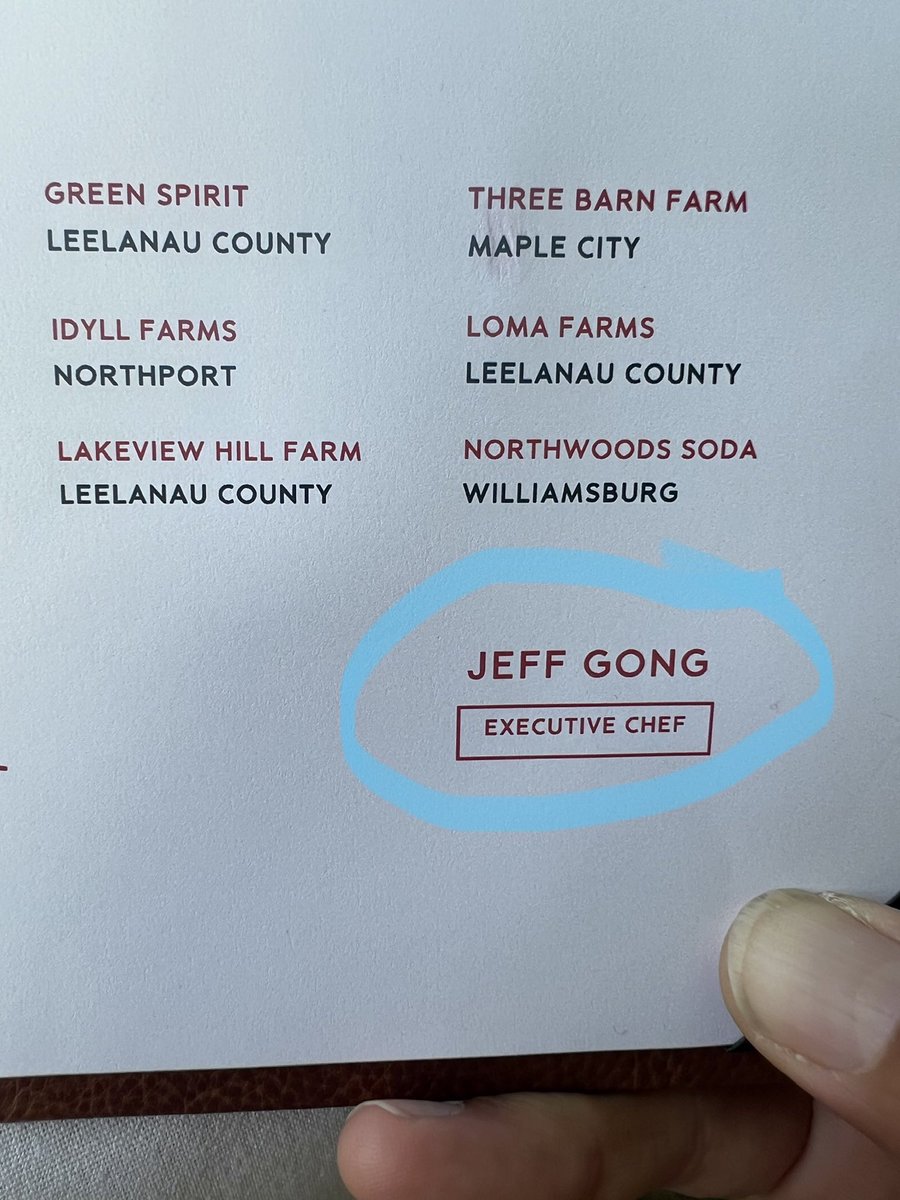 GREEN SPIRIT
LEELANAU COUNTY
IDYLL FARMS
NORTHPORT
LAKEVIEW HILL FARM
LEELANAU COUNTY
THREE BARN FARM
MAPLE CITY
LOMA FARMS
LEELANAU COUNTY
NORTHWOODS SODA
WILLIAMSBURG
JEFF GONG
EXECUTIVE CHEF